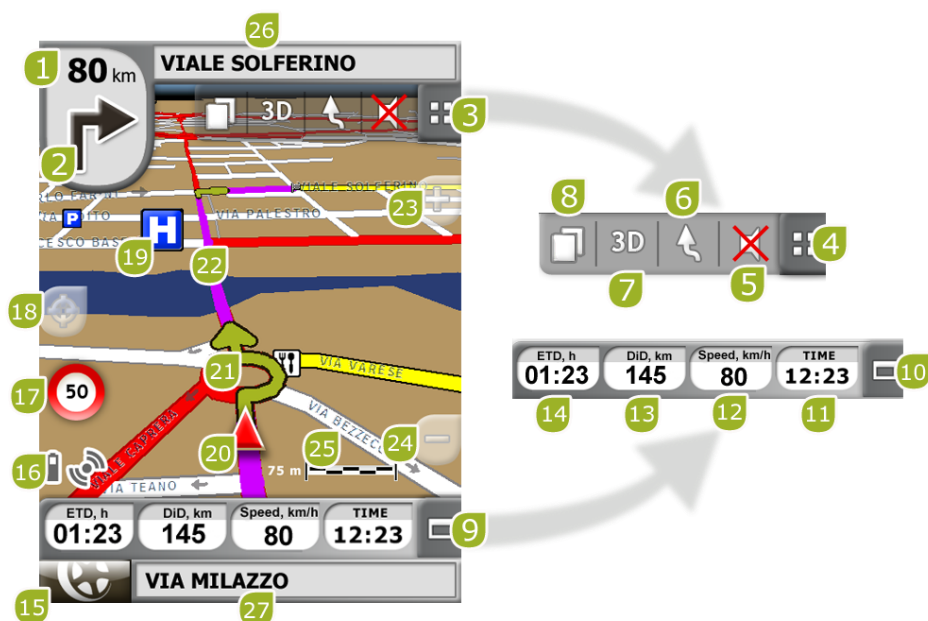 26
1
80 km
VIALE SOLFERINO
2
3D
3
VIALE SOLFERINO
23
P
VIA PALESTRO
H
19
22
18
21
17
50
VIA VARESE
VIA BEZZECCA
VIALE
20
25
24
16
75 m
VIA TEANO
ETD, h
DiD, km
Speed, km/h
TIME
01:23
145
80
12:23
9
VIA MILAZZO
15
27
8
6
3D
4
7
5
ETD, h
DiD, km
Speed, km/h
TIME
01:23
145
80
12:23
10
14
13
12
11